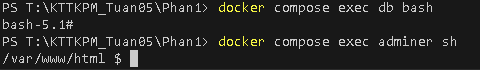 PS T:\KTTKPM_Tuan05\Phan1> docker compose exec db bash
bash-5.1#
PS T:\KTTKPM_Tuan05\Phan1> docker compose exec adminer sh
/var/www/html $